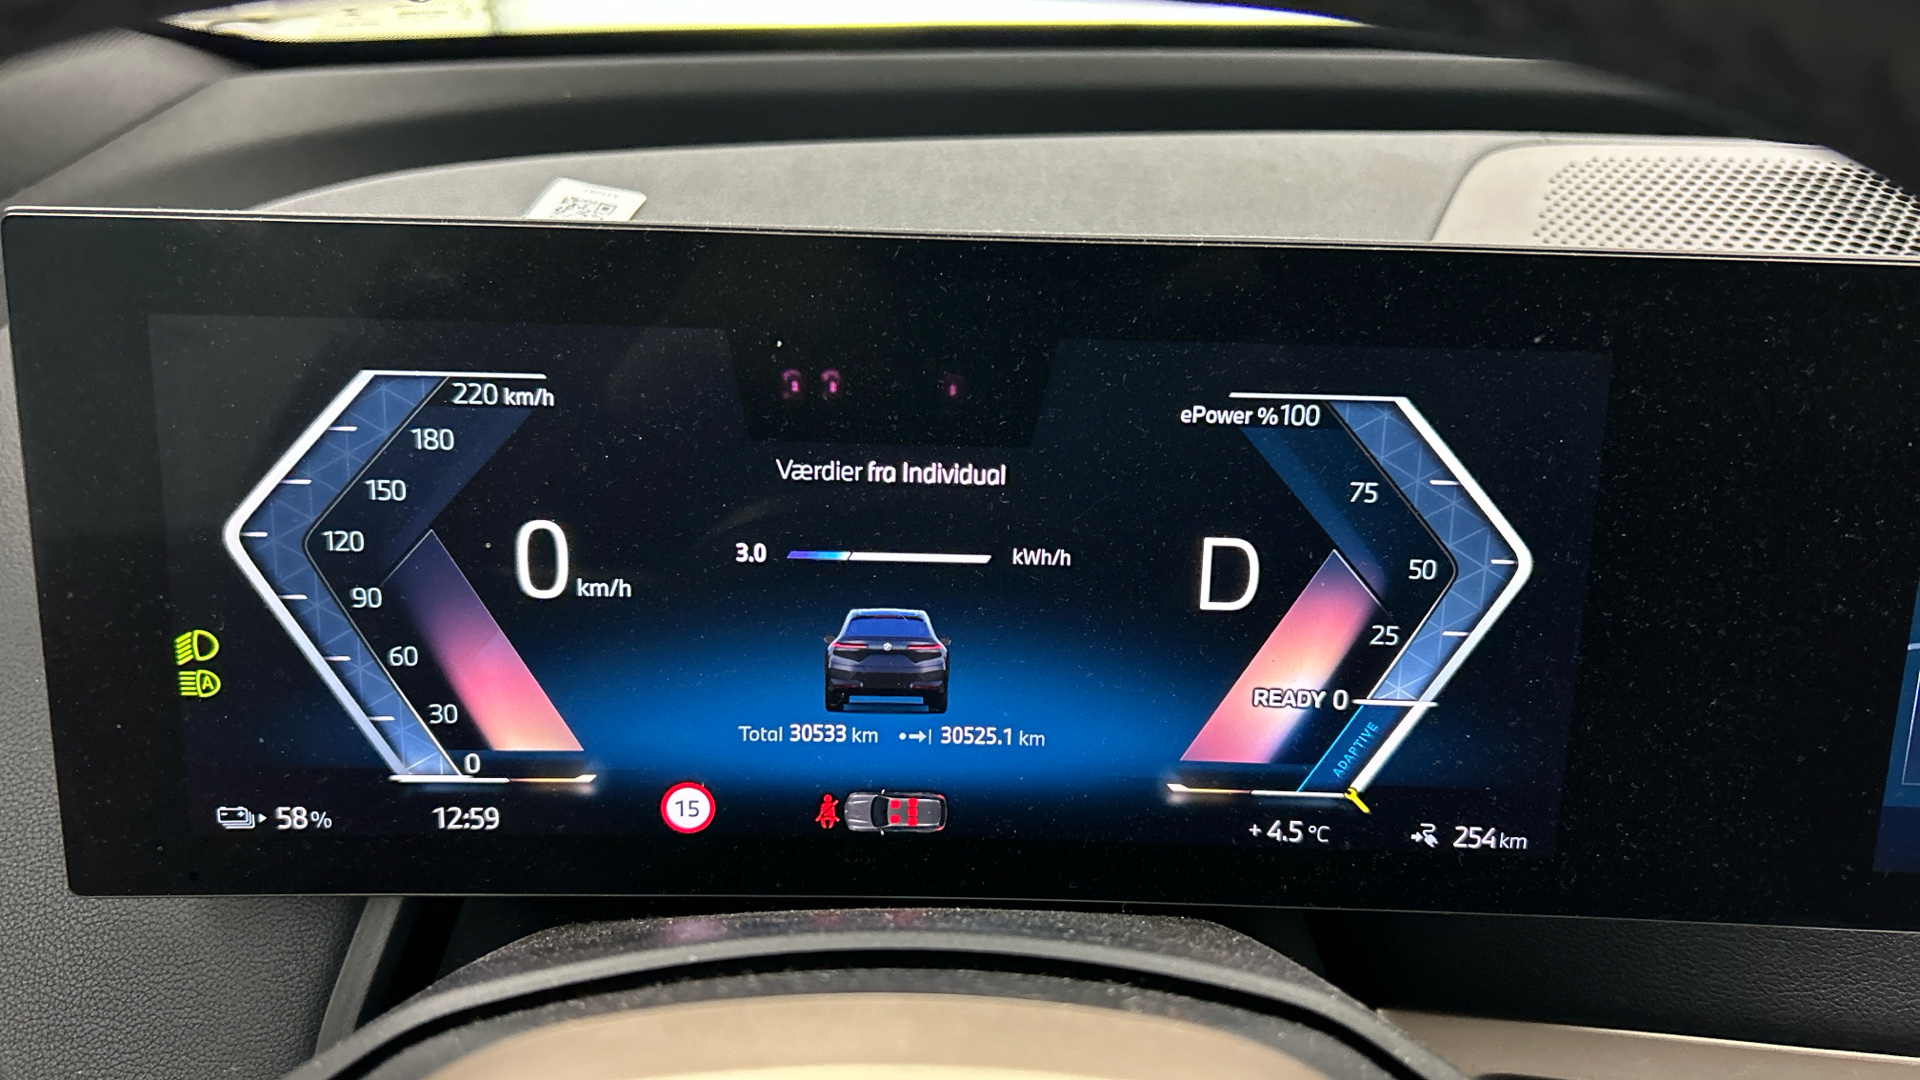 220 km/h
180
150
120
90
60
30
0
0 km/h
Værdier fra Individual
3.0 kWh/h
Total 30533 km 30525.1 km
ePower % 100
75
50
25
READY 0
ADAPTIVE
D
A
58 %
12:59
15
+ 4.5 °C
254 km